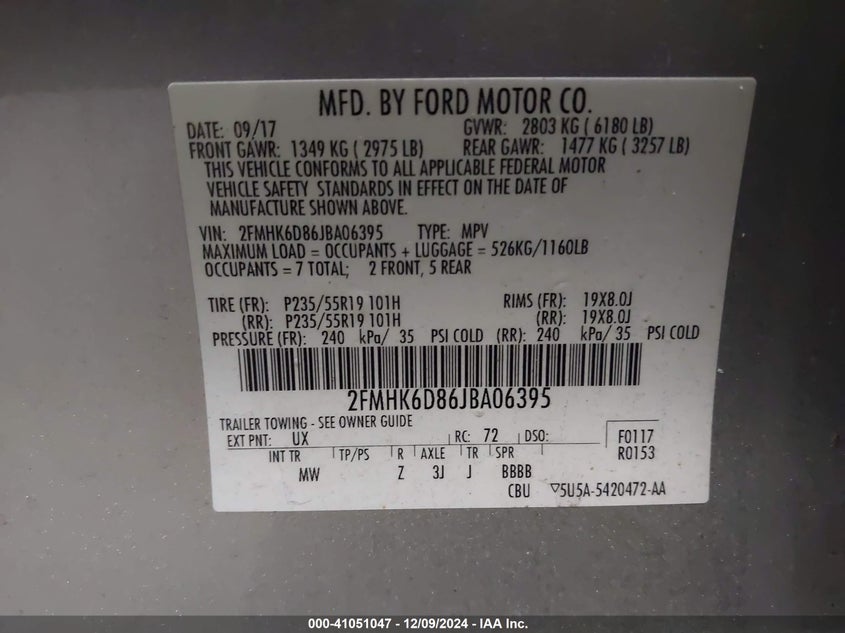 MFD. BY FORD MOTOR CO.
DATE: 09/17 GVWR: 2803 KG ( 6180 LB)
FRONT GAWR: 1349 KG ( 2975 LB) REAR GAWR: 1477 KG ( 3257 LB)
THIS VEHICLE CONFORMS TO ALL APPLICABLE FEDERAL MOTOR
VEHICLE SAFETY STANDARDS IN EFFECT ON THE DATE OF
MANUFACTURE SHOWN ABOVE.
VIN: 2FMHK6D86JBA06395 TYPE: MPV
MAXIMUM LOAD = OCCUPANTS + LUGGAGE = 526KG/1160LB
OCCUPANTS = 7 TOTAL; 2 FRONT, 5 REAR
TIRE (FR): P235/55R19 101H RIMS (FR): 19X8.0J
(RR): P235/55R19 101H (RR): 19X8.0J
PRESSURE (FR): 240 kPa/ 35 PSI COLD (RR): 240 kPa/ 35 PSI COLD
2FMHK6D86JBA06395
TRAILER TOWING - SEE OWNER GUIDE
EXT PNT: UX RC: 72 DSO: F0117
INT TR TP/PS R AXLE TR SPR R0153
MW Z 3J J BBBB
CBU ▽5U5A-5420472-AA
000-41051047 - 12/09/2024 - IAA Inc.